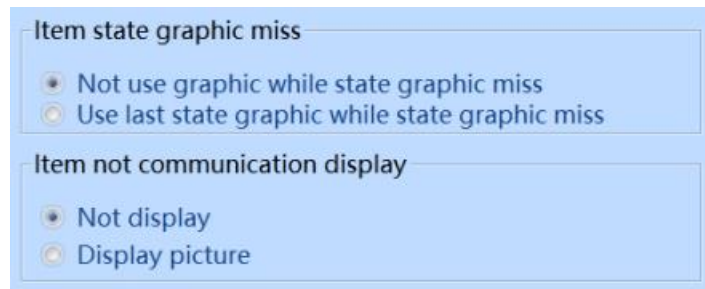 Item state graphic miss
Not use graphic while state graphic miss
Use last state graphic while state graphic miss
Item not communication display
Not display
Display picture